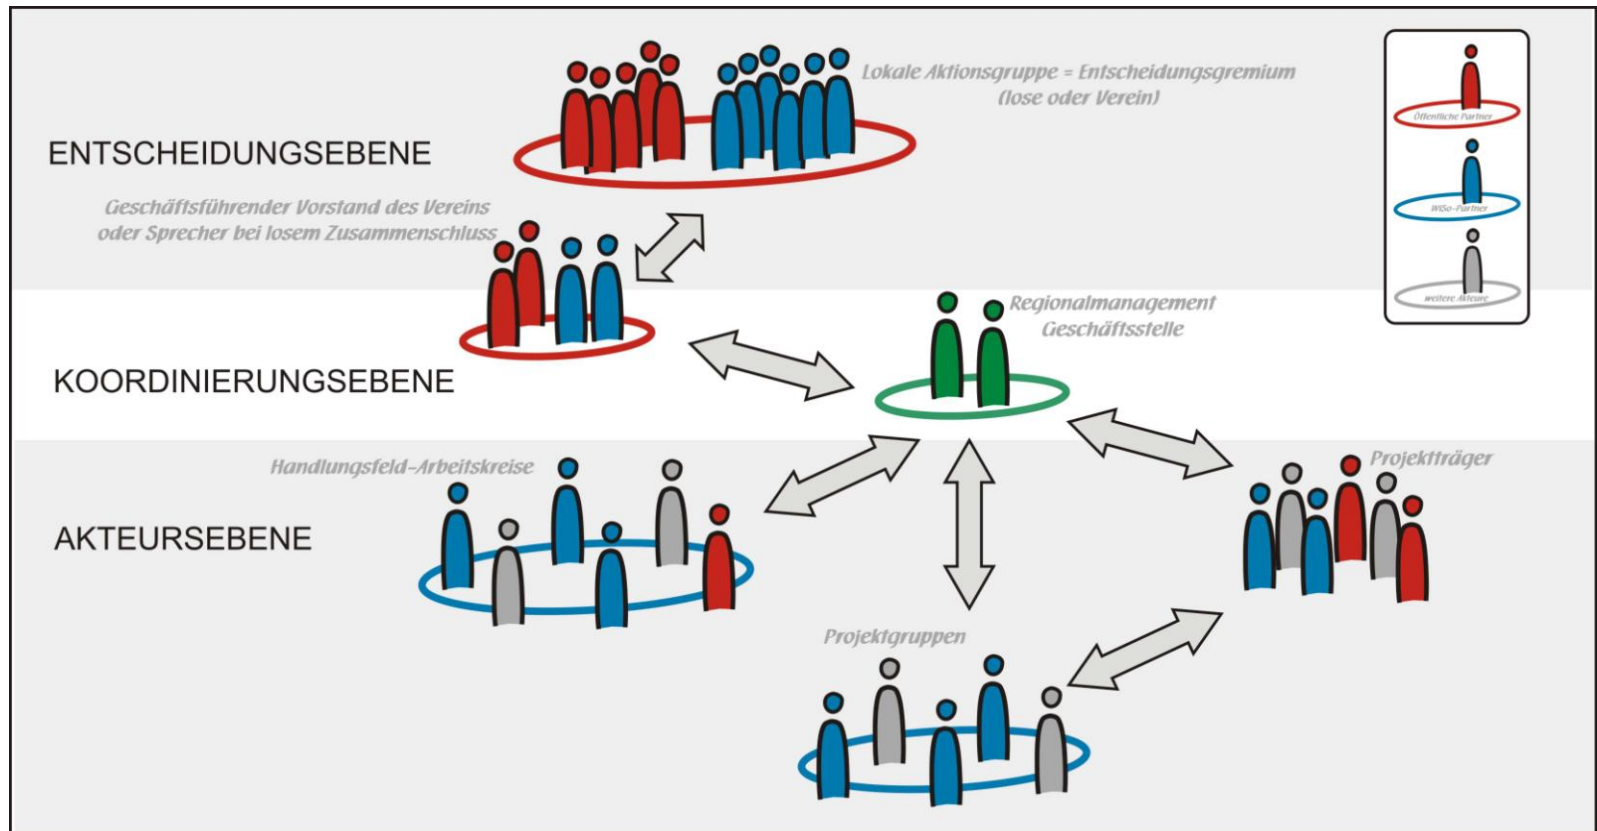 Lokale Aktionsgruppe = Entscheidungsgremium
(lose oder Verein)
ENTSCHEIDUNGSEBENE
Geschäftsführender Vorstand des Vereins
oder Sprecher bei losem Zusammenschluss
Öffentliche Partner
WiSo-Partner
weitere Akteure
Regionalmanagement
Geschäftsstelle
KOORDINIERUNGSEBENE
Handlungsfeld-Arbeitskreise
Projektträger
AKTEURSEBENE
Projektgruppen